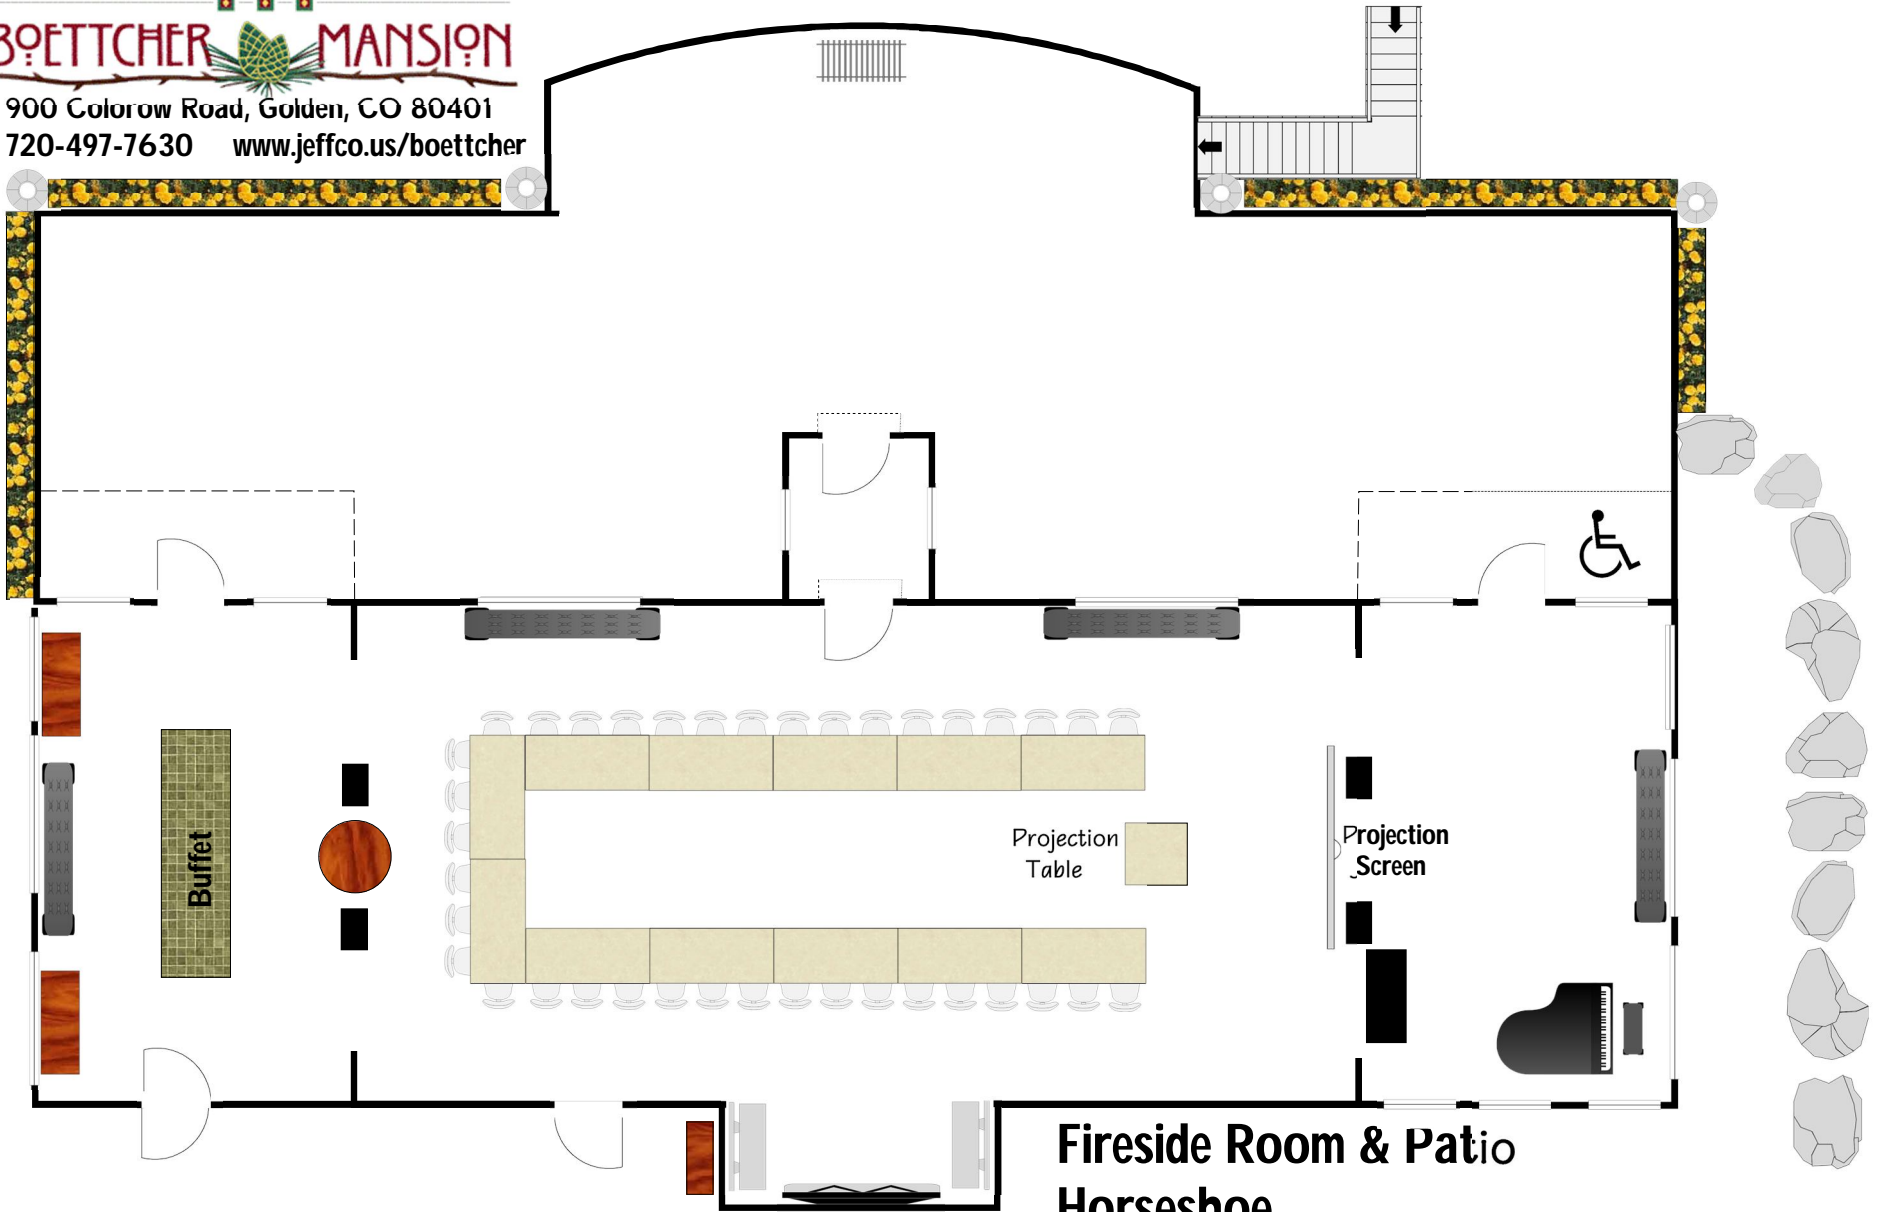 BOETTCHER MANSION
900 Colorow Road, Golden, CO 80401
720-497-7630 www.jeffco.us/boettcher
Buffet
Projection
Table
Projection
Screen
Fireside Room & Patio
Horseshoe